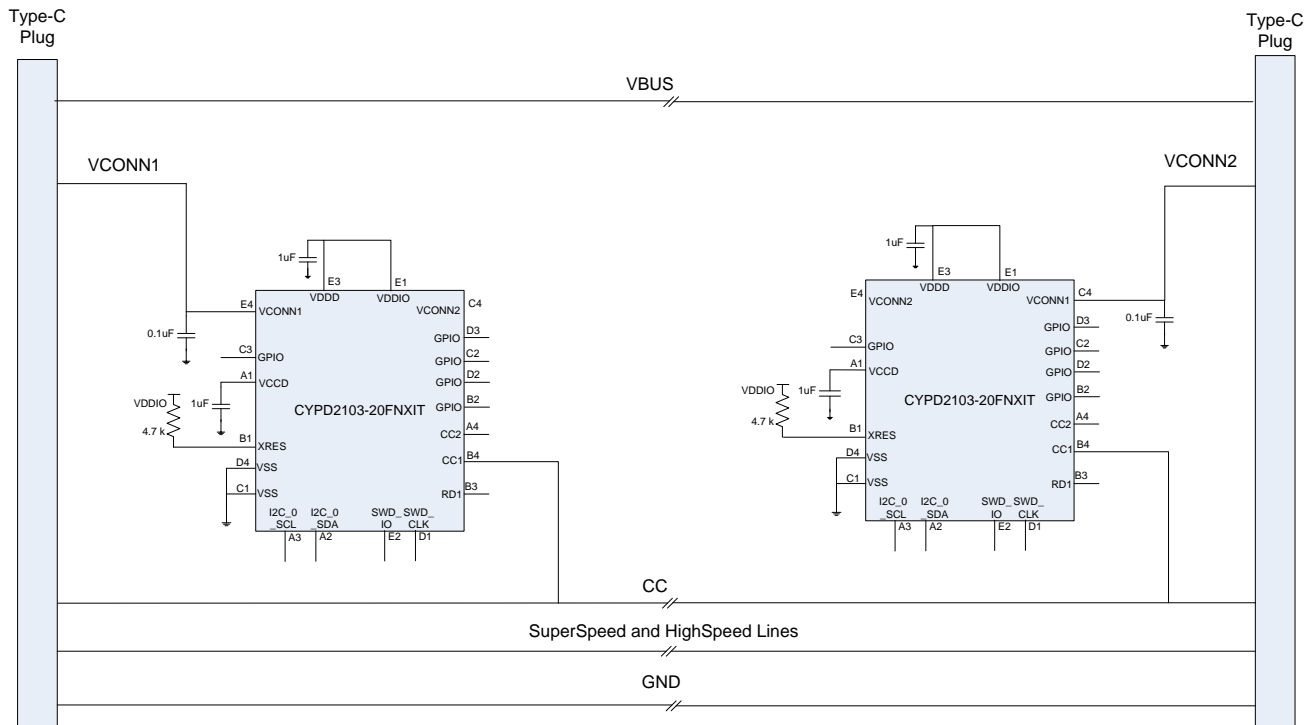 Type-C
Plug
Type-C
Plug
VBUS
VCONN1
VCONN2
1uF
E3
E1
VDDD
VDDIO
E4
VCONN1
VCONN2
C4
0.1uF
D3
GPIO
C3
GPIO
C2
GPIO
A1
VCCD
D2
GPIO
VDDIO
1uF
CYPD2103-20FNXIT
B2
GPIO
4.7 k
A4
CC2
B1
XRES
B4
CC1
D4
VSS
C1
VSS
B3
RD1
I2C_0
_SCL
I2C_0
_SDA
SWD_
IO
SWD_
CLK
A3
A2
E2
D1
1uF
E3
E1
VDDD
VDDIO
E4
VCONN2
VCONN1
C4
0.1uF
D3
GPIO
C3
GPIO
C2
GPIO
A1
VCCD
D2
GPIO
VDDIO
1uF
CYPD2103-20FNXIT
B2
GPIO
4.7 k
A4
CC2
B1
XRES
B4
CC1
D4
VSS
C1
VSS
B3
RD1
I2C_0
_SCL
I2C_0
_SDA
SWD_
IO
SWD_
CLK
A3
A2
E2
D1
CC
SuperSpeed and HighSpeed Lines
GND